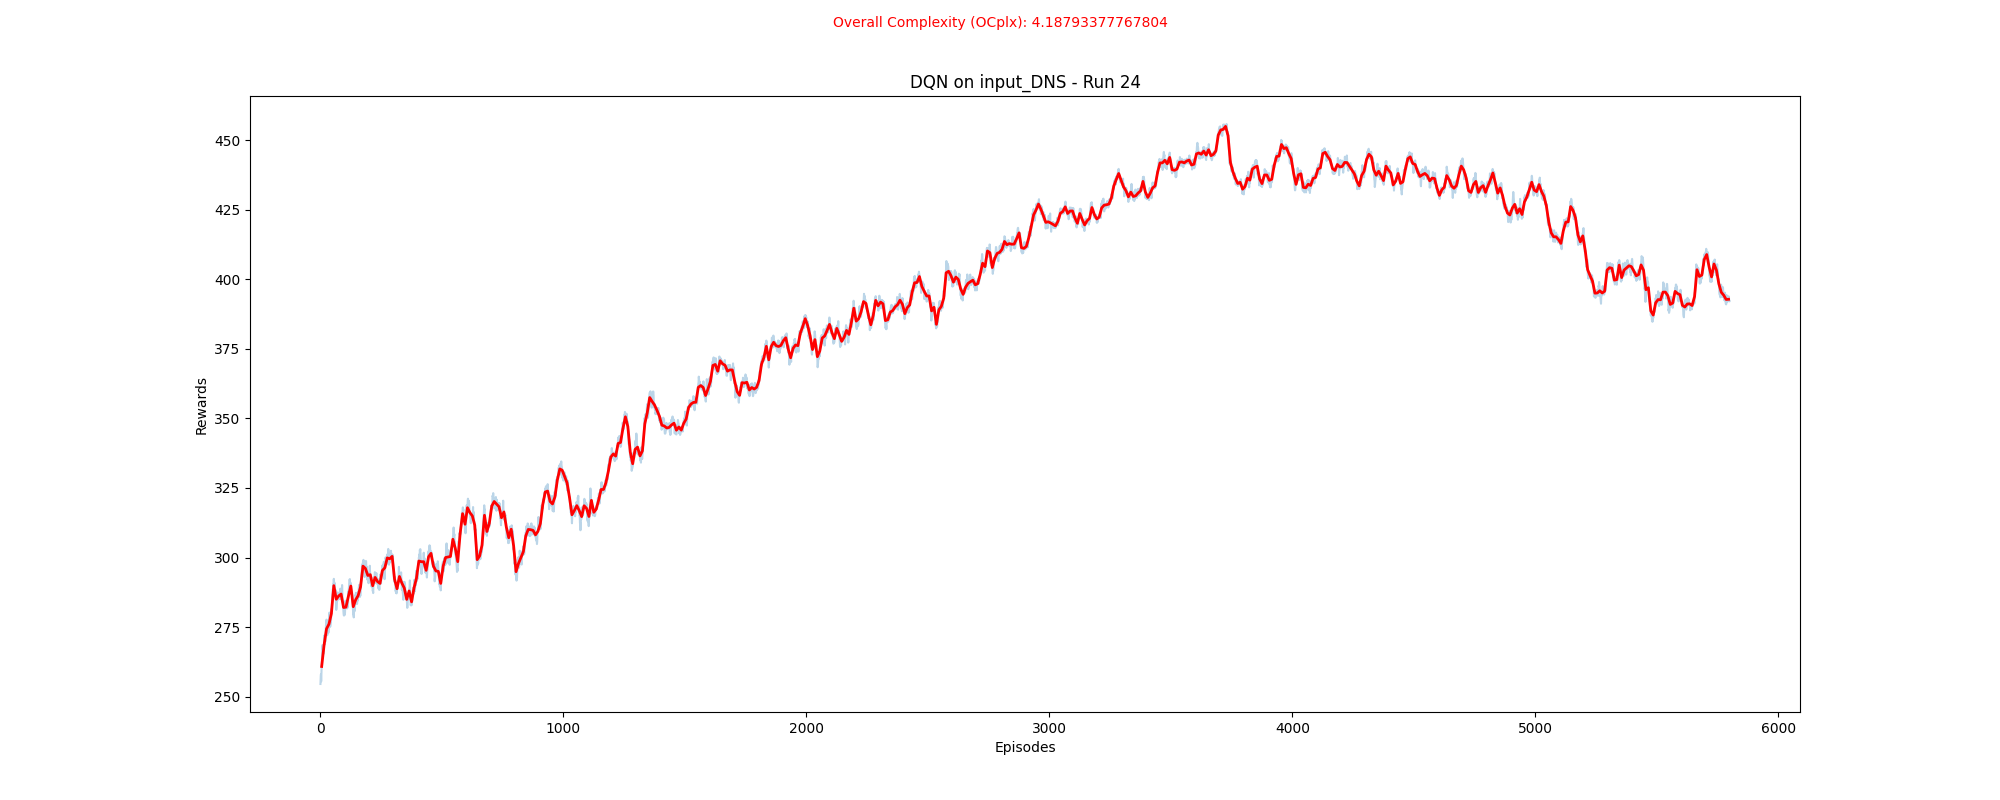 Overall Complexity (OCplx): 4.18793377767804
DQN on input_DNS - Run 24
450
425
400
375
350
325
300
275
250
Rewards
0 1000 2000 3000 4000 5000 6000
Episodes